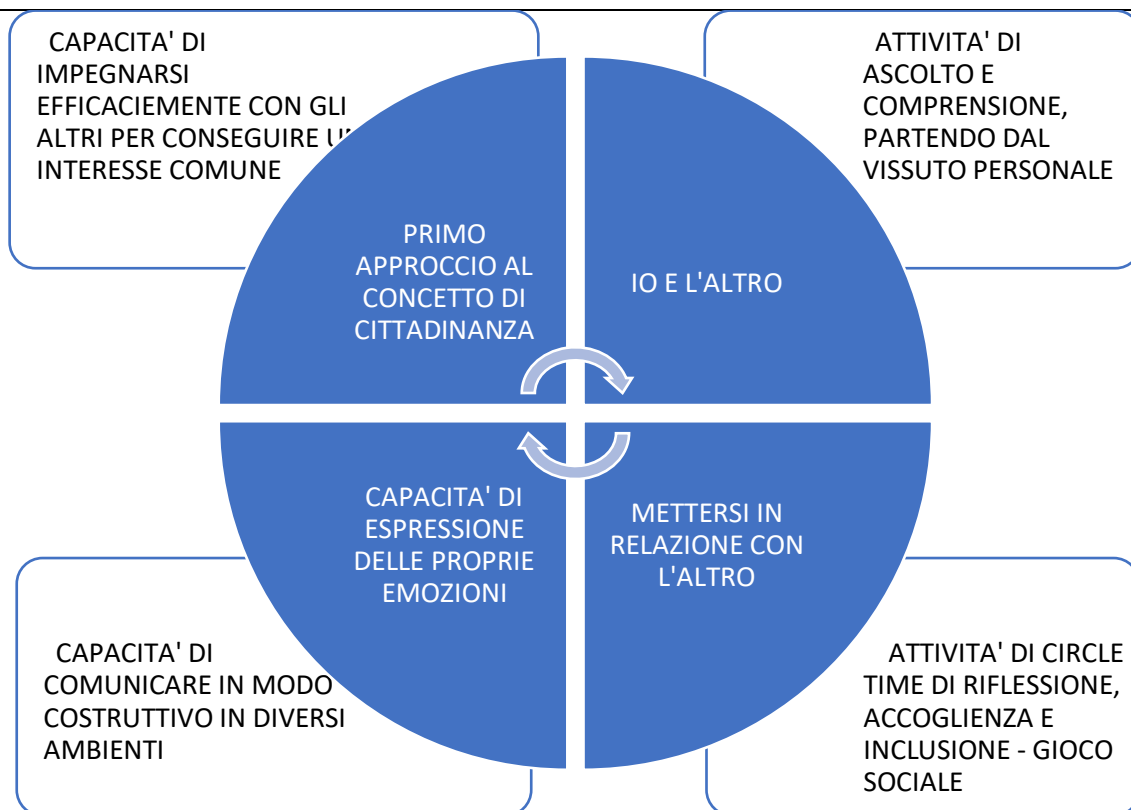 CAPACITA' DI
IMPEGNARSI
EFFICACIEMENTE CON GLI
ALTRI PER CONSEGUIRE UN
INTERESSE COMUNE
ATTIVITA' DI
ASCOLTO E
COMPRENSIONE,
PARTENDO DAL
VISSUTO PERSONALE
PRIMO
APPROCCIO AL
CONCETTO DI
CITTADINANZA
IO E L'ALTRO
CAPACITA' DI
ESPRESSIONE
DELLE PROPRIE
EMOZIONI
METTERSI IN
RELAZIONE CON
L'ALTRO
CAPACITA' DI
COMUNICARE IN MODO
COSTRUTTIVO IN DIVERSI
AMBIENTI
ATTIVITA' DI CIRCLE
TIME DI RIFLESSIONE,
ACCOGLIENZA E
INCLUSIONE - GIOCO
SOCIALE